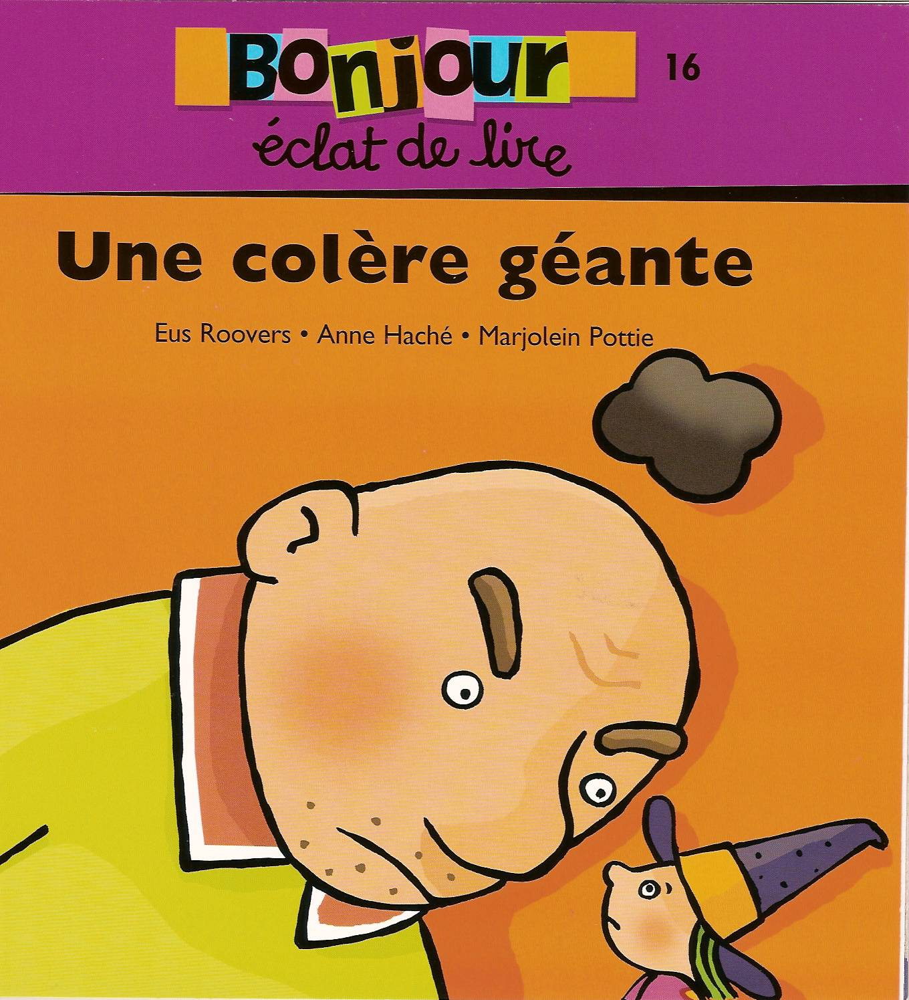 Bonjour
16
éclat de lire
Une colère géante
Eus Roovers • Anne Haché • Marjolein Pottie